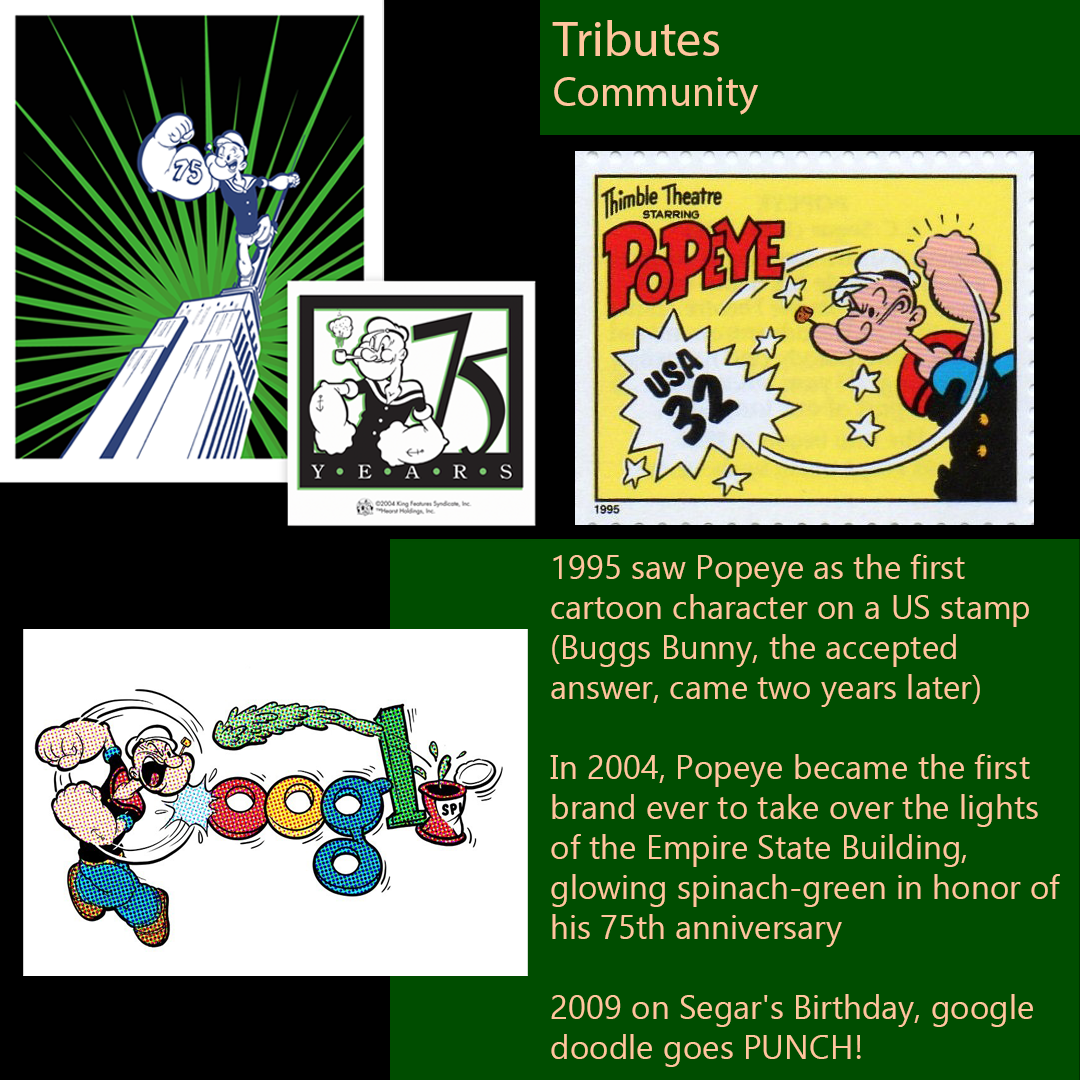 Tributes
Community
75
Thimble Theatre
STARRING
POPEYE
USA
32
1995
75
Y•E•A•R•S
©2004 King Features Syndicate, Inc.
™Hearst Holdings, Inc.
1995 saw Popeye as the first
cartoon character on a US stamp
(Buggs Bunny, the accepted
answer, came two years later)
In 2004, Popeye became the first
brand ever to take over the lights
of the Empire State Building,
glowing spinach-green in honor of
his 75th anniversary
2009 on Segar's Birthday, google
doodle goes PUNCH!
oogl
SPI